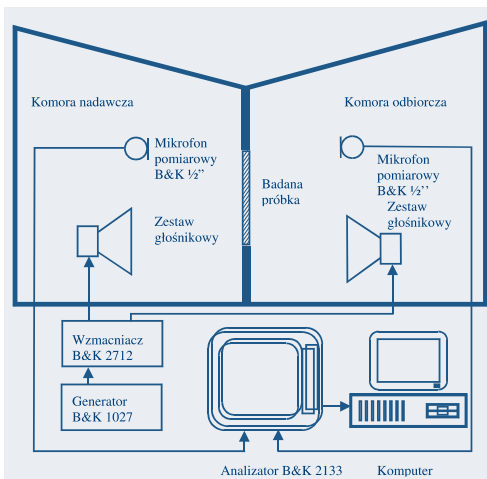 Komora nadawcza
Komora odbiorcza
Mikrofon
pomiarowy
B&K ½”
Mikrofon
pomiarowy
B&K ½’’
Badana
próbka
Zestaw
głośnikowy
Zestaw
głośnikowy
Wzmacniacz
B&K 2712
Generator
B&K 1027
Analizator B&K 2133
Komputer